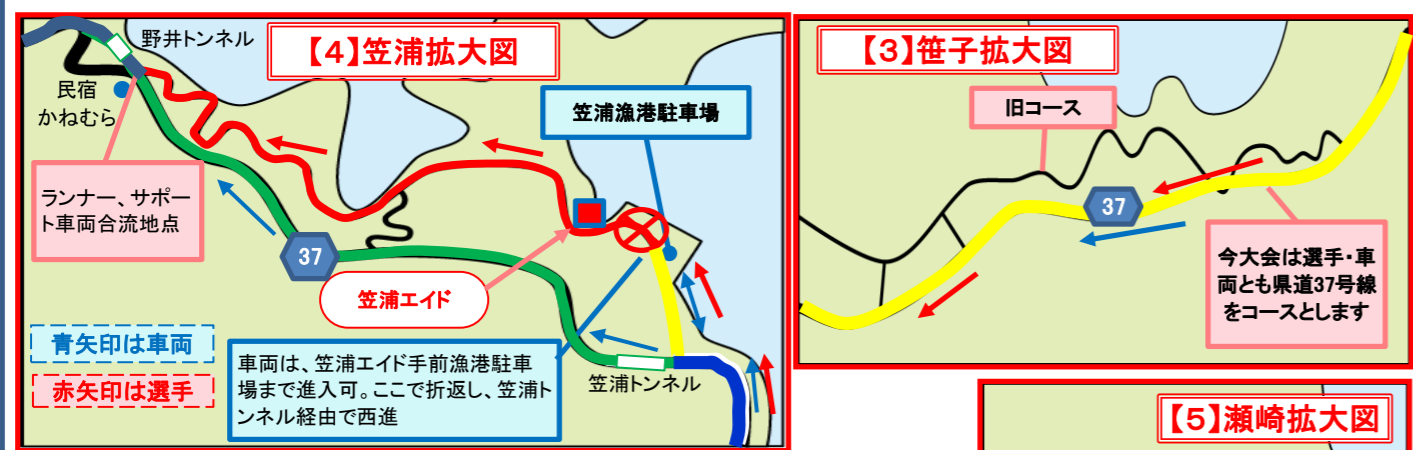 【4】笠浦拡大図
野井トンネル
民宿
かねむら
笠浦漁港駐車場
ランナー、サポー
ト車両合流地点
37
笠浦エイド
青矢印は車両
赤矢印は選手
車両は、笠浦エイド手前漁港駐車
場まで進入可。ここで折返し、笠浦ト
ンネル経由で西進
笠浦トンネル
【3】笹子拡大図
旧コース
37
今大会は選手・車
両とも県道37号線
をコースとします
【5】瀬崎拡大図